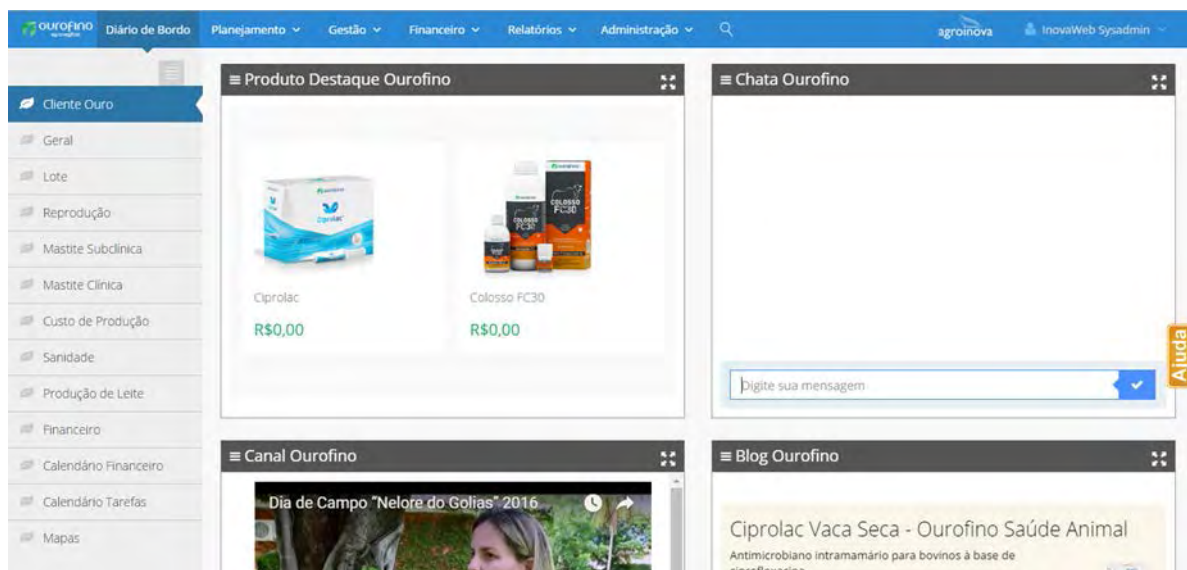 ourofino
agronegócio
Diário de Bordo
Planejamento
Gestão
Financeiro
Relatórios
Administração
agroinova
InovaWeb Sysadmin
Cliente Ouro
Geral
Lote
Reprodução
Mastite Subclínica
Mastite Clínica
Custo de Produção
Sanidade
Produção de Leite
Financeiro
Calendário Financeiro
Calendário Tarefas
Mapas
Produto Destaque Ourofino
ourofino
Ciprolac
COLOSSO
FC30
COLOSSO
FC30
Ciprolac
R$0,00
Colosso FC30
R$0,00
Chata Ourofino
Digite sua mensagem
Ajuda
Canal Ourofino
Dia de Campo "Nelore do Golias" 2016
Blog Ourofino
Ciprolac Vaca Seca - Ourofino Saúde Animal
Antimicrobiano intramamário para bovinos à base de